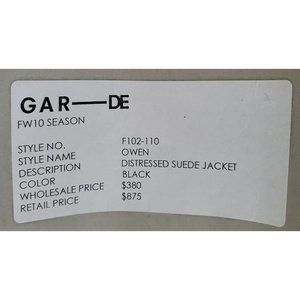 GAR—DE
FW10 SEASON
STYLE NO. F102-110
STYLE NAME OWEN
DESCRIPTION DISTRESSED SUEDE JACKET
COLOR BLACK
WHOLESALE PRICE $380
RETAIL PRICE $875